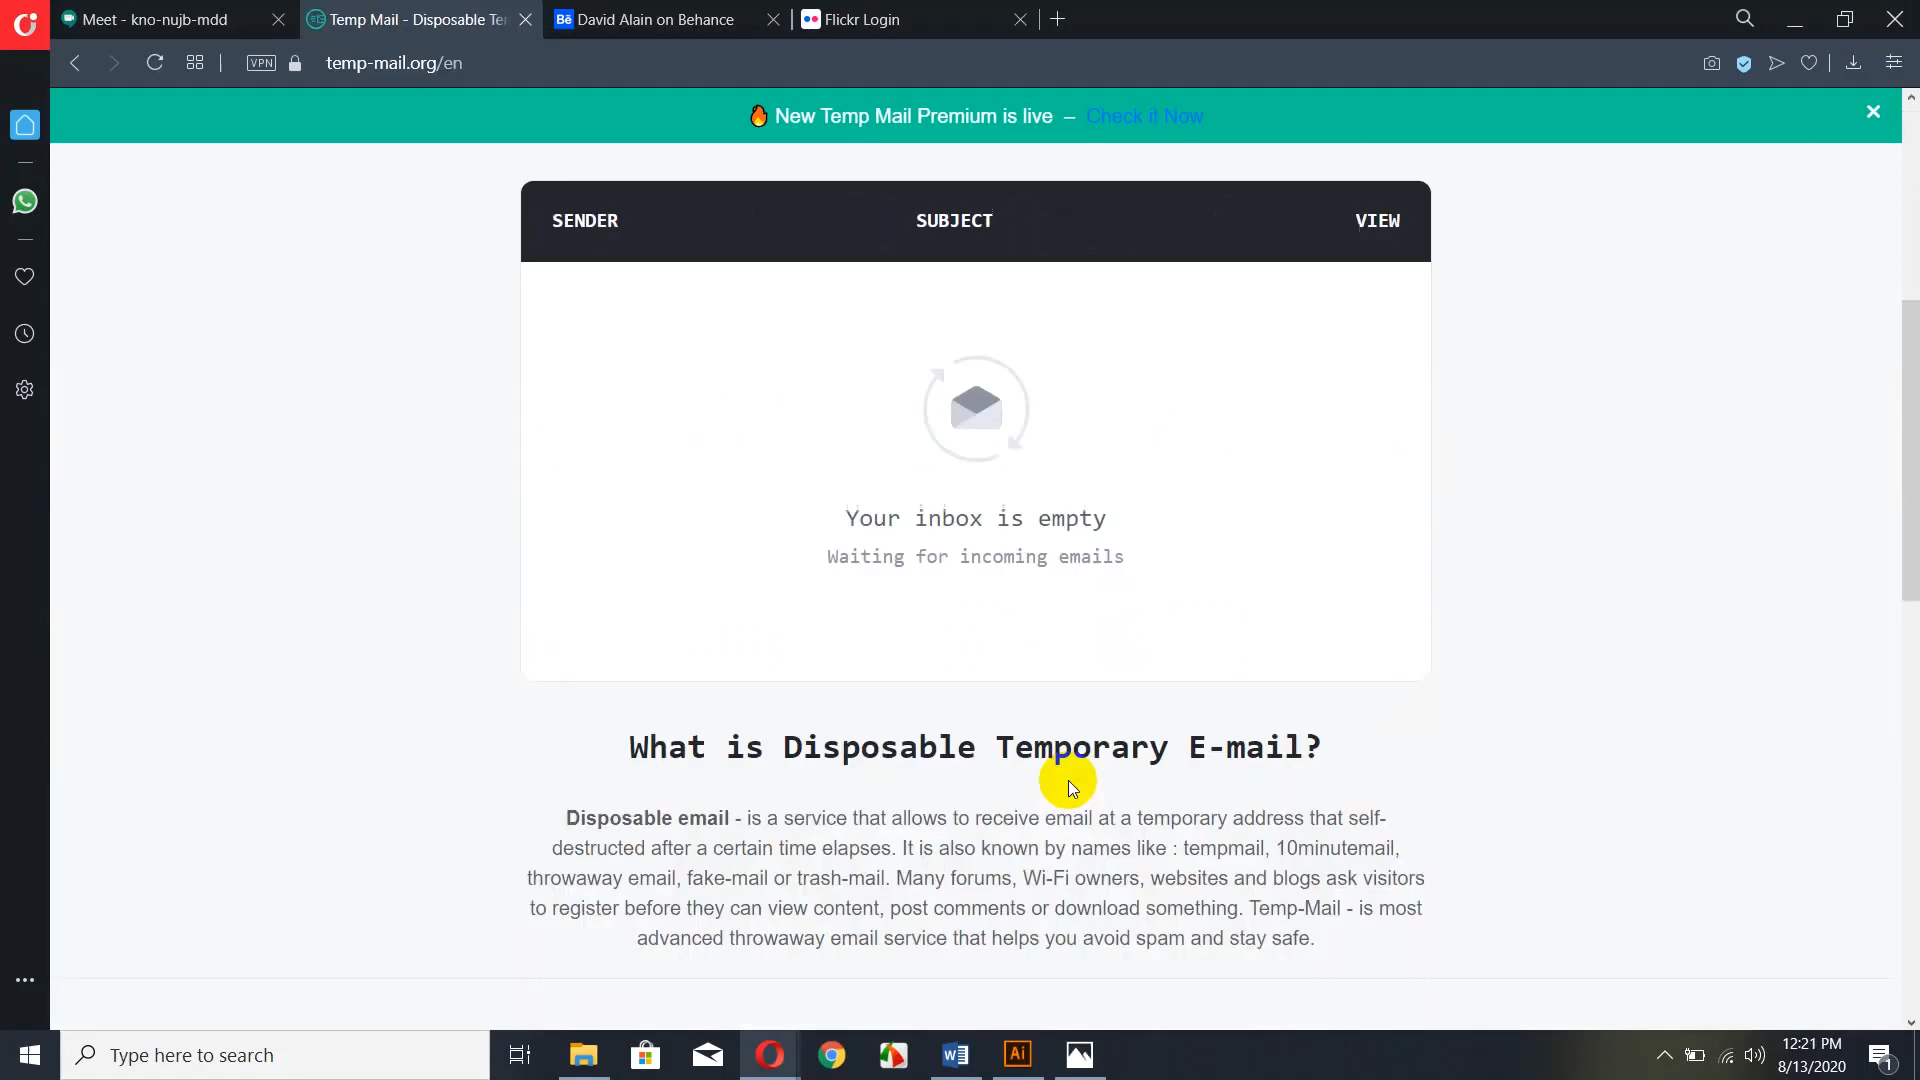 Meet - kno-nujb-mdd
Temp Mail - Disposable Te
Bē David Alain on Behance
Flickr Login
VPN
temp-mail.org/en
New Temp Mail Premium is live – Check it Now
SENDER SUBJECT VIEW
Your inbox is empty
Waiting for incoming emails
What is Disposable Temporary E-mail?
Disposable email - is a service that allows to receive email at a temporary address that self-
destructed after a certain time elapses. It is also known by names like : tempmail, 10minutemail,
throwaway email, fake-mail or trash-mail. Many forums, Wi-Fi owners, websites and blogs ask visitors
to register before they can view content, post comments or download something. Temp-Mail - is most
advanced throwaway email service that helps you avoid spam and stay safe.
Type here to search
W
Ai
12:21 PM
8/13/2020
1